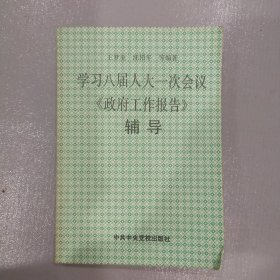 学习八届人大一次会议
《政府工作报告》
辅导
中共中央党校出版社